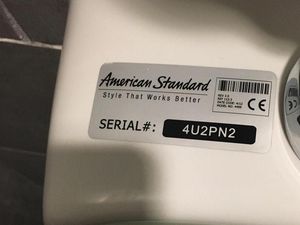 American Standard
Style That Works Better
SERIAL#: 4U2PN2
CE